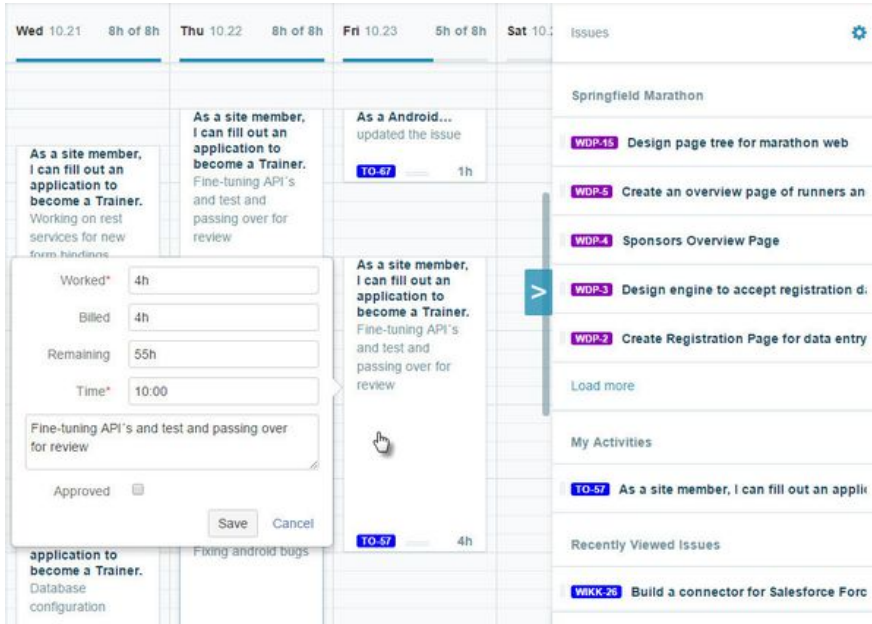 Wed 10.21 8h of 8h
Thu 10.22 8h of 8h
Fri 10.23 5h of 8h
Sat 10.2
As a site member,
I can fill out an
application to
become a Trainer.
Working on rest
services for new
form bindings
As a site member,
I can fill out an
application to
become a Trainer.
Fine-tuning API´s
and test and
passing over for
review
As a Android...
updated the issue
TO-67 1h
As a site member,
I can fill out an
application to
become a Trainer.
Fine-tuning API´s
and test and
passing over for
review
TO-57 4h
Worked* 4h
Billed 4h
Remaining 55h
Time* 10:00
Fine-tuning API´s and test and passing over
for review
Approved
Save Cancel
application to
become a Trainer.
Database
configuration
Fixing android bugs
>
Issues
Springfield Marathon
WDP-15 Design page tree for marathon web
WDP-5 Create an overview page of runners an
WDP-4 Sponsors Overview Page
WDP-3 Design engine to accept registration da
WDP-2 Create Registration Page for data entry
Load more
My Activities
TO-57 As a site member, I can fill out an applic
Recently Viewed Issues
WIKK-26 Build a connector for Salesforce Forc